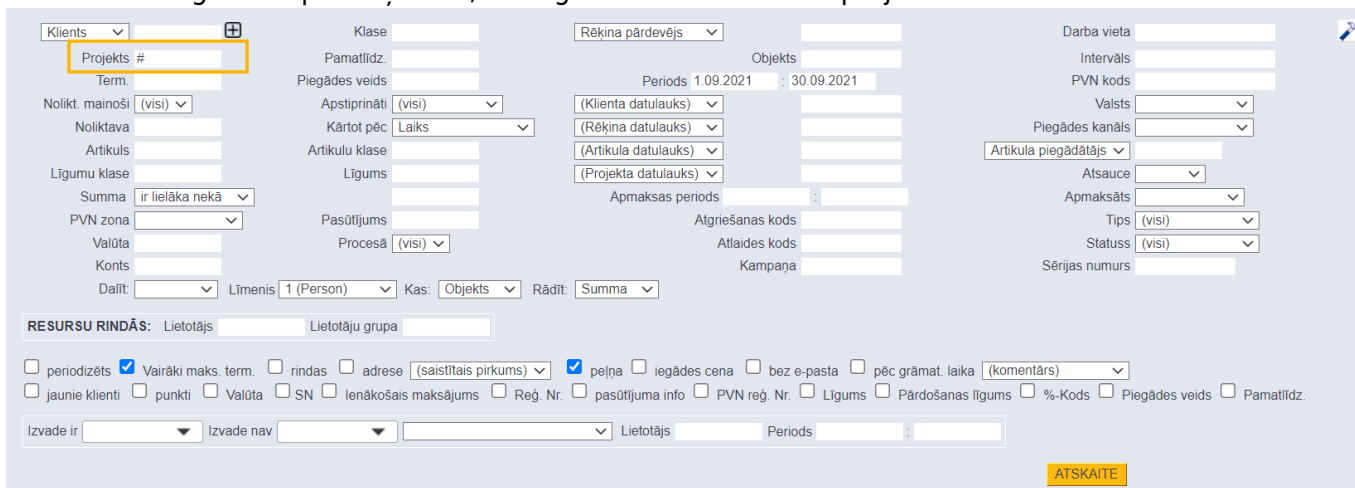 Klients Klase Rēķina pārdevējs Darba vieta
Projekts # Pamatlīdz. Objekts Intervāls
Term. Piegādes veids Periods 1.09.2021 : 30.09.2021 PVN kods
Nolikt. mainoši (visi) Apstiprināti (visi) (Klienta datulauks) Valsts
Noliktava Kārtot pēc Laiks (Rēķina datulauks) Piegādes kanāls
Artikuls Artikulu klase (Artikula datulauks) Artikula piegādātājs
Līgumu klase Līgums (Projekta datulauks) Atsauce
Summa ir lielāka nekā Apmaksas periods : Apmaksāts
PVN zona Pasūtījums Atgriešanas kods Tips (visi)
Valūta Procesā (visi) Atlaides kods Statuss (visi)
Konts Kampaņa Sērijas numurs
Dalīt: Līmenis 1 (Person) Kas: Objekts Rādīt: Summa
RESURSU RINDĀS: Lietotājs Lietotāju grupa
periodizēts Vairāki maks. term. rindas adrese (saistītais pirkums) peļņa iegādes cena bez e-pasta pēc grāmat. laika (komentārs)
jaunie klienti punkti Valūta SN Ienākošais maksājums Reģ. Nr. pasūtījuma info PVN reģ. Nr. Līgums Pārdošanas līgums %-Kods Piegādes veids Pamatlīdz.
Izvade ir Izvade nav Lietotājs Periods :
ATSKAITE